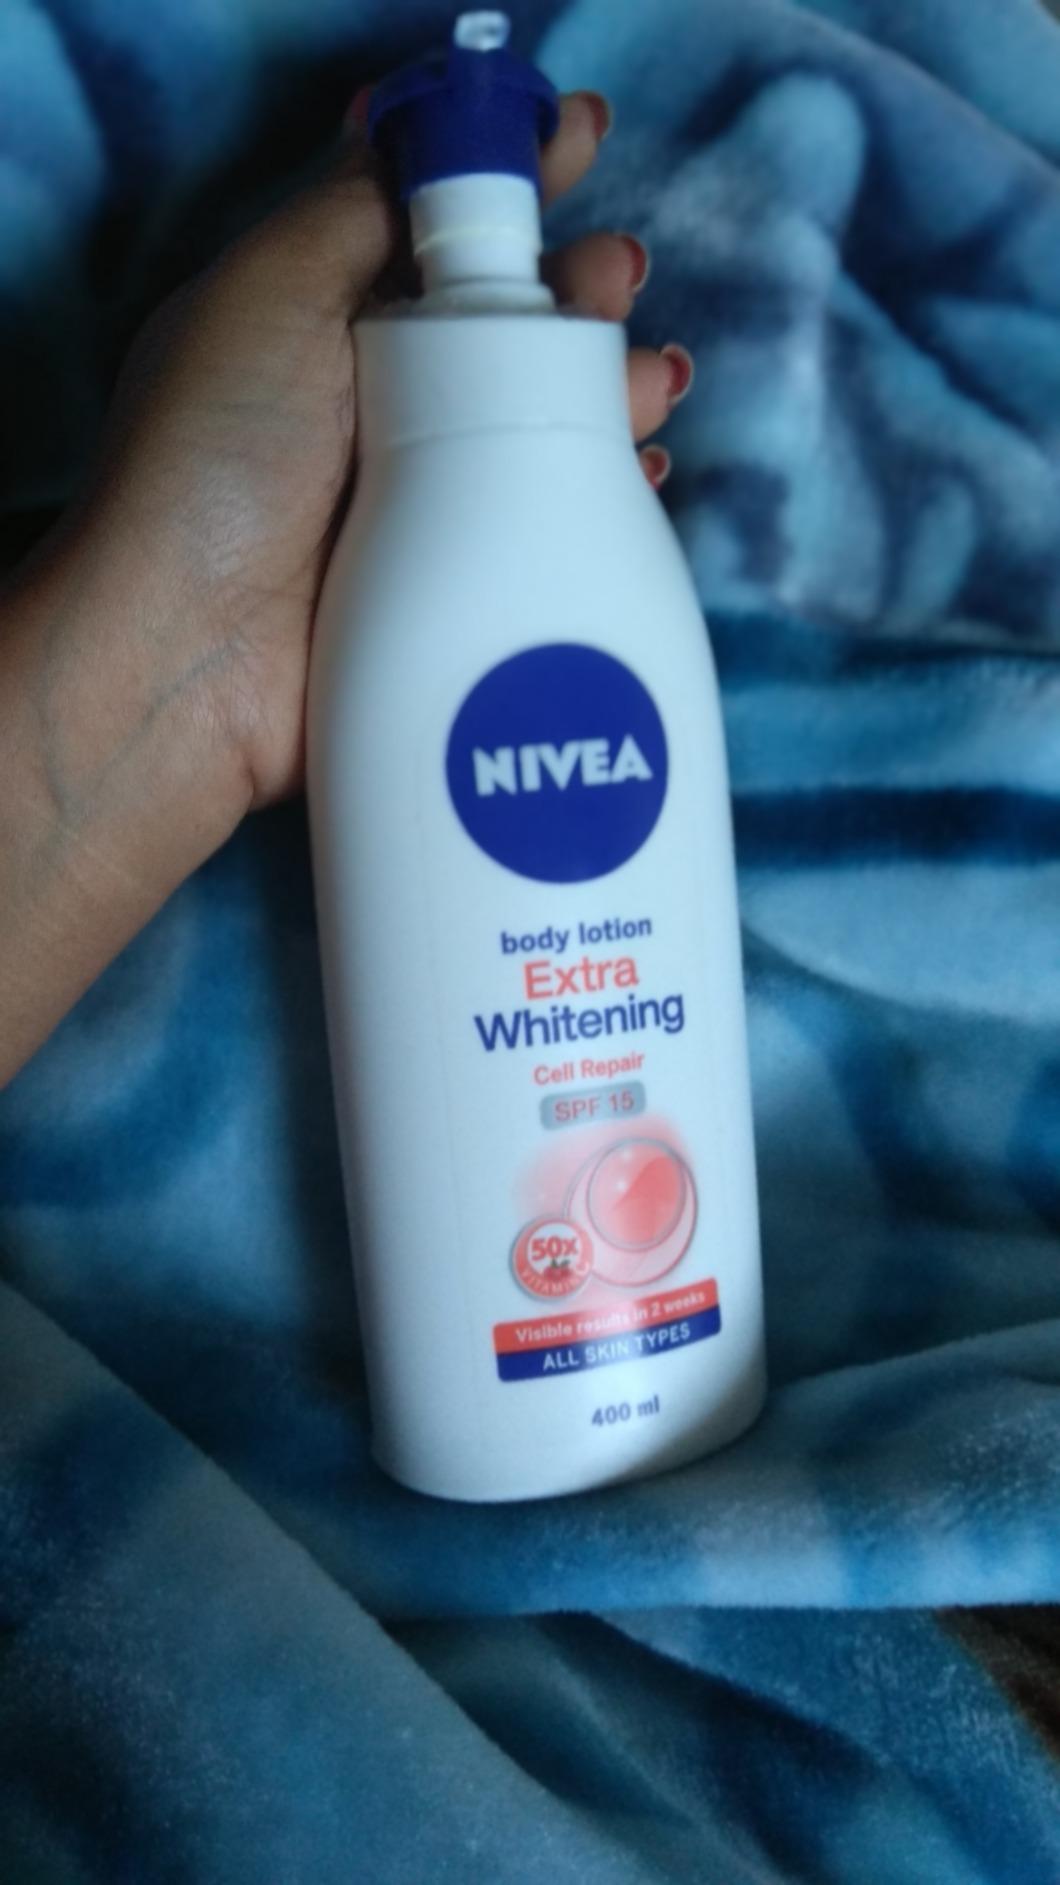 NIVEA
body lotion
Extra
Whitening
Cell Repair
SPF 15
50x
VITAMIN C
Visible results in 2 weeks
ALL SKIN TYPES
400 ml